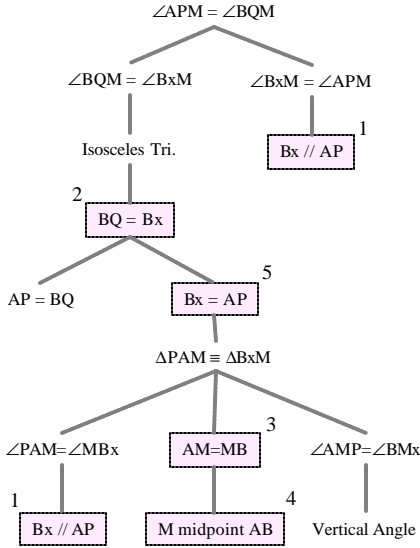 ∠APM = ∠BQM
∠BQM = ∠BxM
∠BxM = ∠APM
Isosceles Tri.
1
Bx // AP
2
BQ = Bx
5
AP = BQ
Bx = AP
ΔPAM ≡ ΔBxM
3
∠PAM=∠MBx
AM=MB
∠AMP=∠BMx
1
4
Bx // AP
M midpoint AB
Vertical Angle